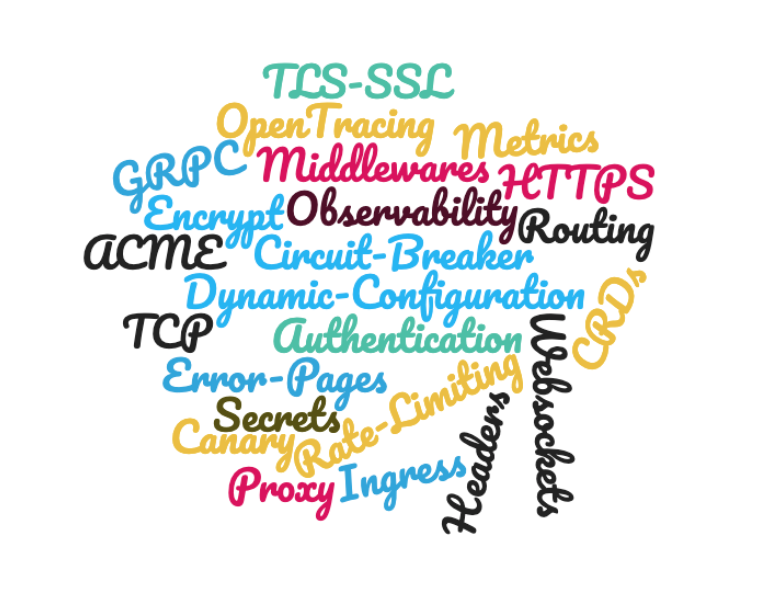 TLS-SSL
OpenTracing
Metrics
GRPC
Middlewares
HTTPS
Encrypt
Observability
Routing
ACME
Circuit-Breaker
Dynamic-Configuration
CRDs
TCP
Authentication
Websockets
Error-Pages
Rate-Limiting
Secrets
Canary
Headers
Proxy
Ingress